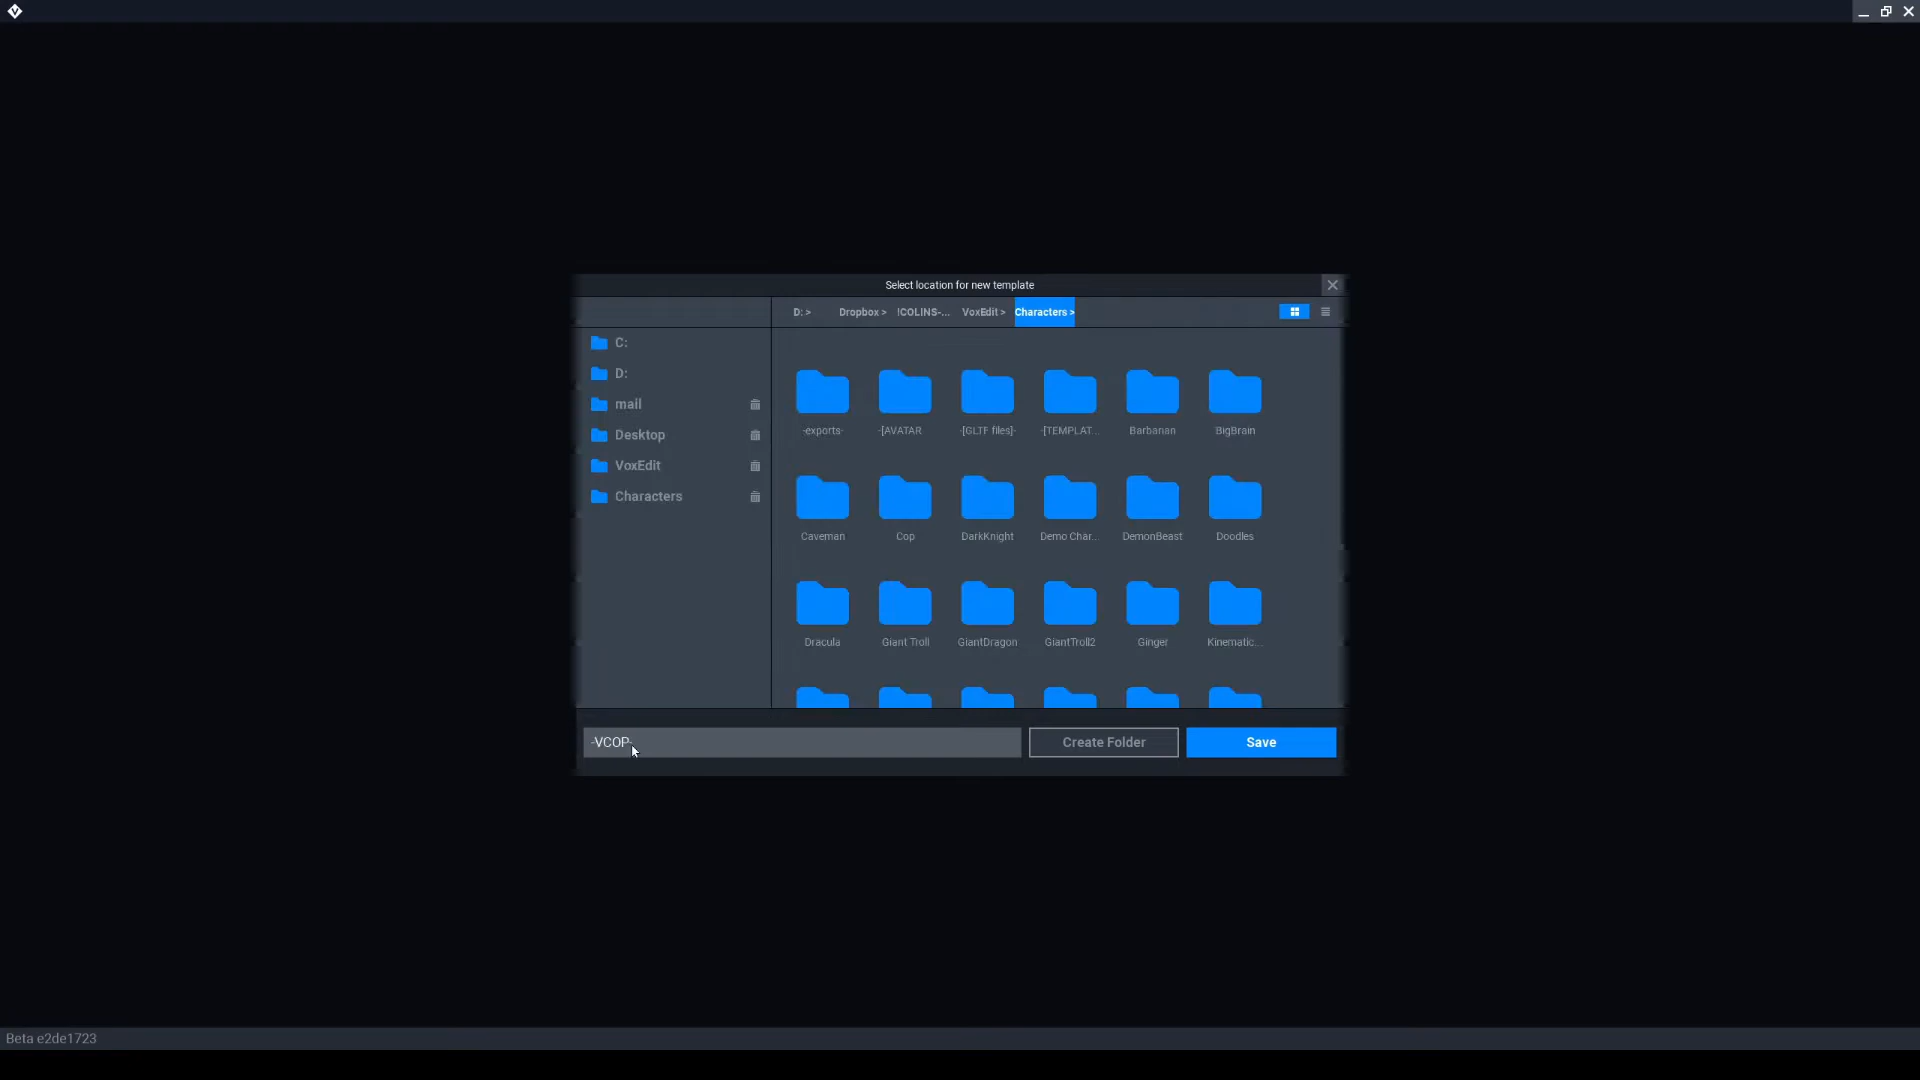 Select location for new template
D: > Dropbox > !COLINS-... VoxEdit > Characters >
C:
D:
mail
Desktop
VoxEdit
Characters
-exports- -[AVATAR -[GLTF files]- -[TEMPLAT... Barbarian BigBrain
Caveman Cop DarkKnight Demo Char... DemonBeast Doodles
Dracula Giant Troll GiantDragon GiantTroll2 Ginger Kinematic...
-VCOP-
Create Folder
Save
Beta e2de1723